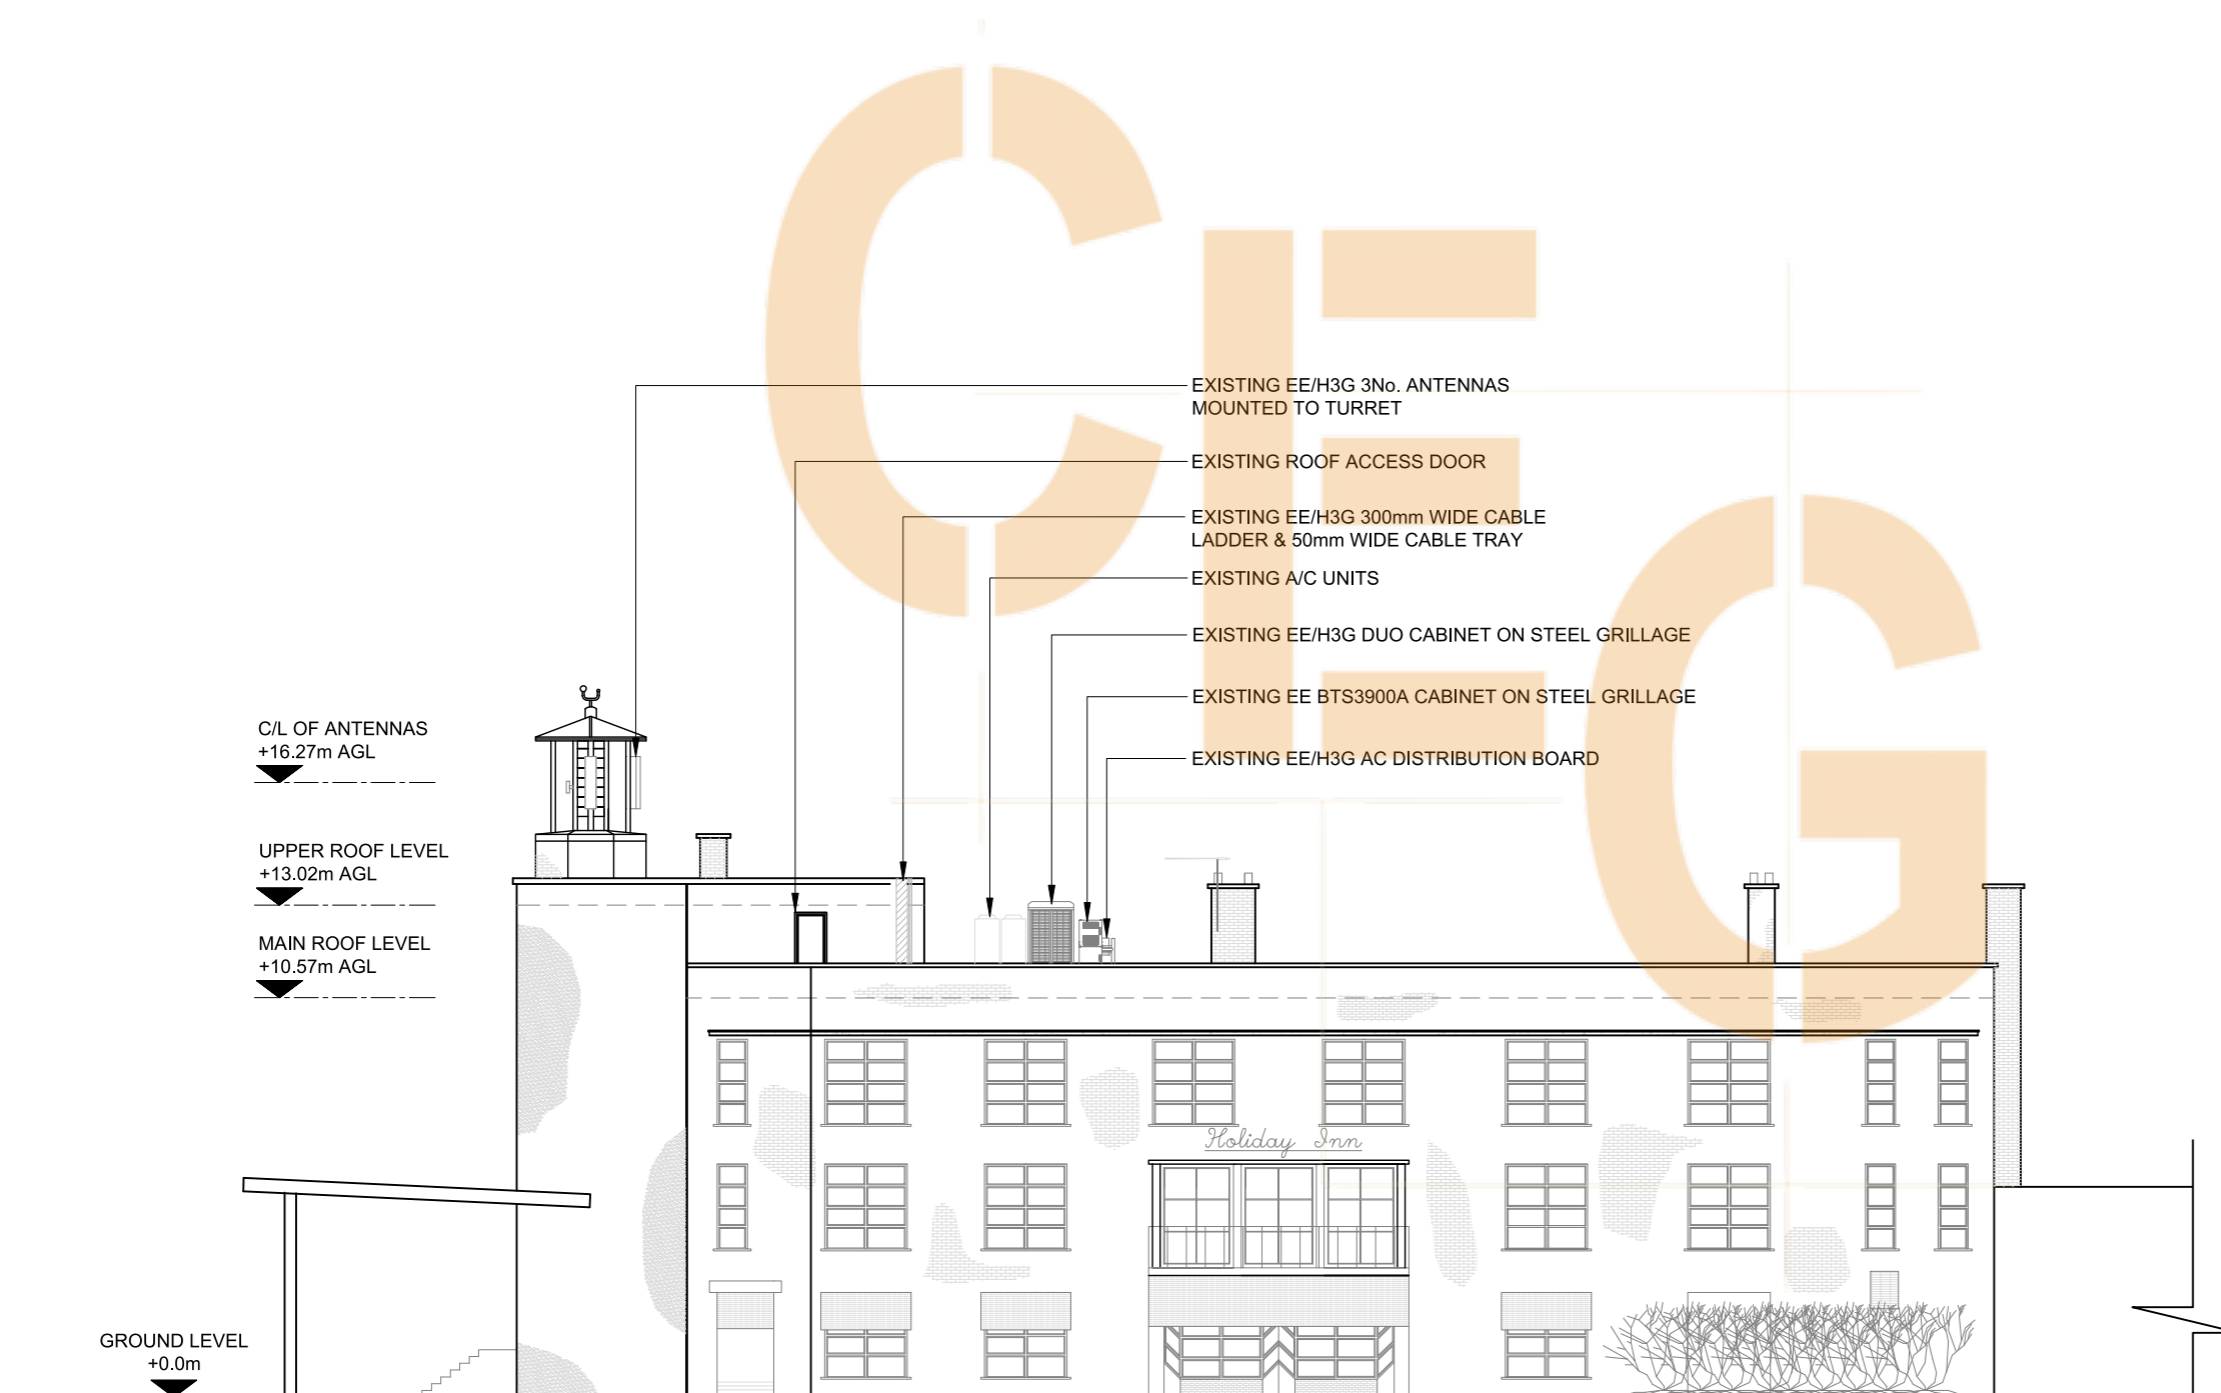 CEG
EXISTING EE/H3G 3No. ANTENNAS
MOUNTED TO TURRET
EXISTING ROOF ACCESS DOOR
EXISTING EE/H3G 300mm WIDE CABLE
LADDER & 50mm WIDE CABLE TRAY
EXISTING A/C UNITS
EXISTING EE/H3G DUO CABINET ON STEEL GRILLAGE
EXISTING EE BTS3900A CABINET ON STEEL GRILLAGE
EXISTING EE/H3G AC DISTRIBUTION BOARD
C/L OF ANTENNAS
+16.27m AGL
UPPER ROOF LEVEL
+13.02m AGL
MAIN ROOF LEVEL
+10.57m AGL
Holiday Inn
GROUND LEVEL
+0.0m